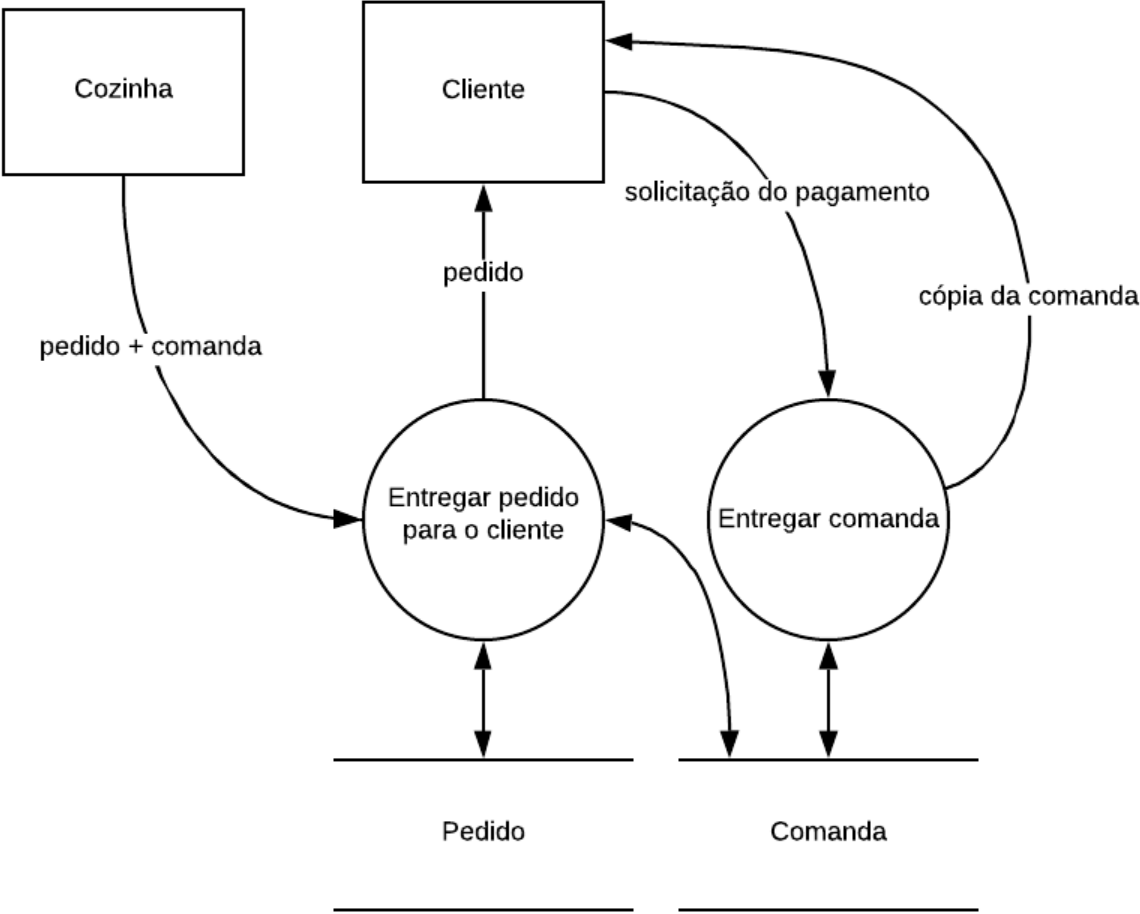 Cozinha
Cliente
solicitação do pagamento
pedido
cópia da comanda
pedido + comanda
Entregar pedido
para o cliente
Entregar comanda
Pedido
Comanda